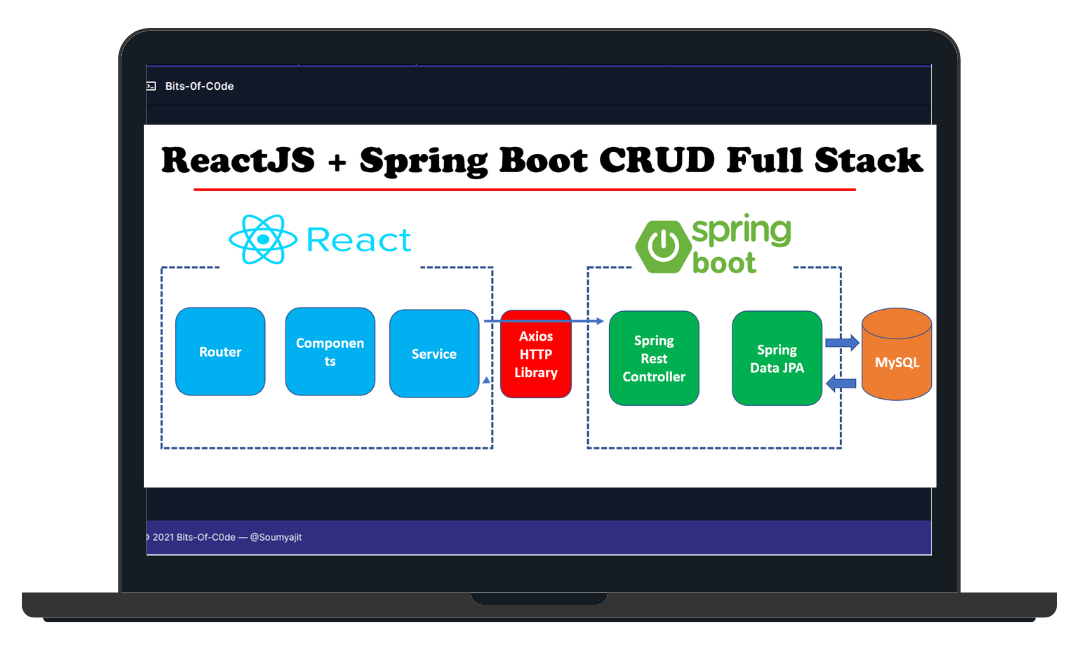 Bits-0f-C0de
ReactJS + Spring Boot CRUD Full Stack
React
spring
boot
Router
Componen
ts
Service
Axios
HTTP
Library
Spring
Rest
Controller
Spring
Data JPA
MySQL
© 2021 Bits-Of-C0de — @Soumyajit